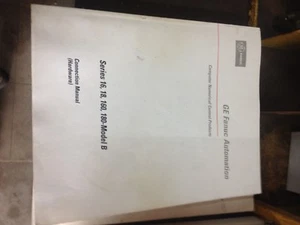 GE Fanuc Automation
Computer Numerical Control Products
Series 16, 18, 160, 180-Model B
Connection Manual
(Hardware)